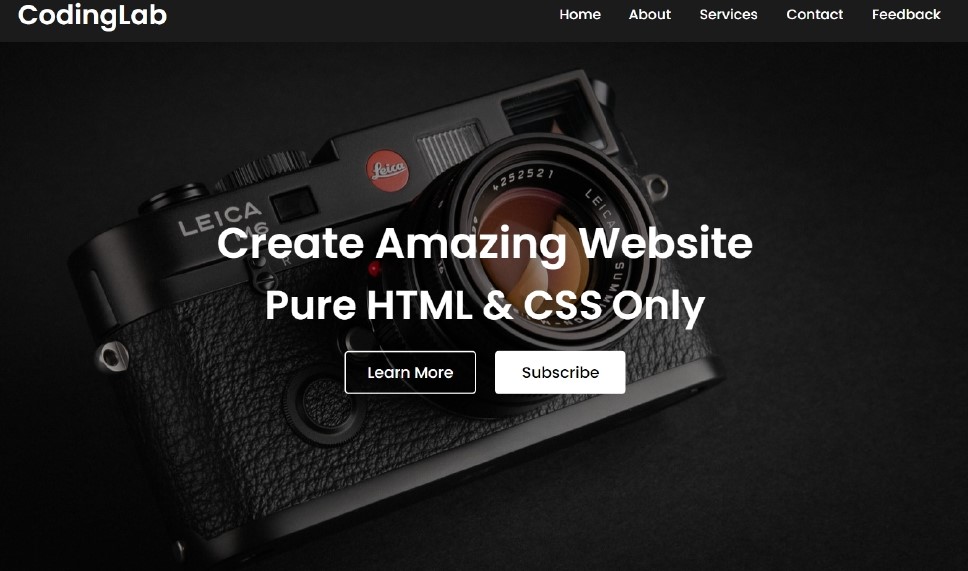 CodingLab
Home About Services Contact Feedback
Leica
LEICA
M6
4252521
LEICA
Create Amazing Website
Pure HTML & CSS Only
Learn More Subscribe